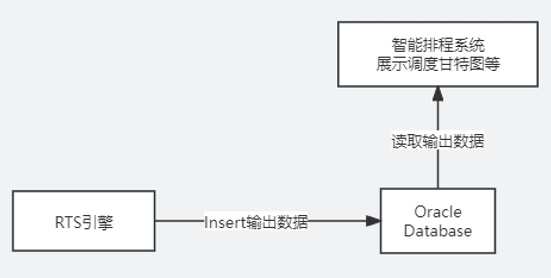 智能排程系统
展示调度甘特图等
读取输出数据
RTS引擎
Insert输出数据
Oracle
Database